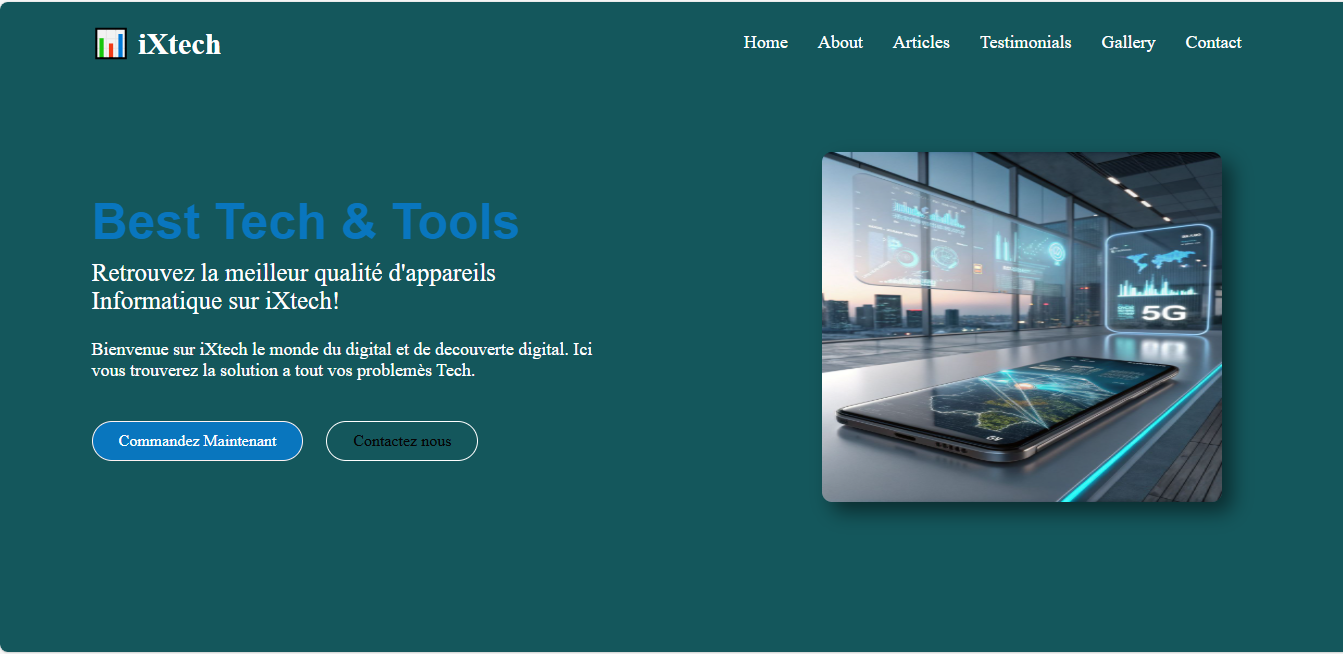 iXtech
Home About Articles Testimonials Gallery Contact
Best Tech & Tools
Retrouvez la meilleur qualité d'appareils
Informatique sur iXtech!
Bienvenue sur iXtech le monde du digital et de decouverte digital. Ici
vous trouverez la solution a tout vos problemès Tech.
Commandez Maintenant Contactez nous
5G